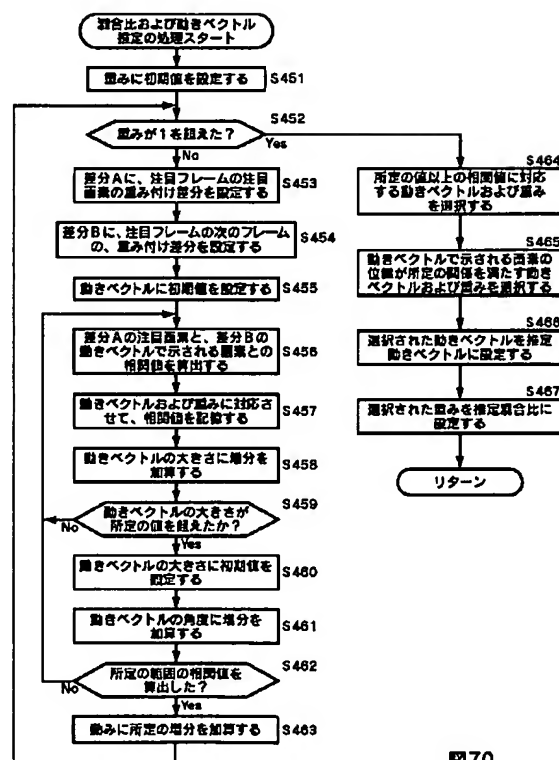 混合比および動きベクトル
推定の処理スタート
重みに初期値を設定する
S451
重みが1を超えた?
S452
Yes
No
差分Aに、注目フレームの注目
画素の重み付け差分を設定する
S453
差分Bに、注目フレームの次のフレーム
の、重み付け差分を設定する
S454
動きベクトルに初期値を設定する
S455
差分Aの注目画素と、差分Bの
動きベクトルで示される画素との
相関値を算出する
S456
動きベクトルおよび重みに対応さ
せて、相関値を記憶する
S457
動きベクトルの大きさに増分を
加算する
S458
動きベクトルの大きさが
所定の値を超えたか?
S459
No
Yes
動きベクトルの大きさに初期値を
設定する
S460
動きベクトルの角度に増分を
加算する
S461
所定の範囲の相関値を
算出した?
S462
No
Yes
重みに所定の増分を加算する
S463
S464
所定の値以上の相関値に対応
する動きベクトルおよび重み
を選択する
S465
動きベクトルで示される画素の
位置が所定の関係を満たす動き
ベクトルおよび重みを選択する
S466
選択された動きベクトルを推定
動きベクトルに設定する
S467
選択された重みを推定混合比に
設定する
リターン
図70